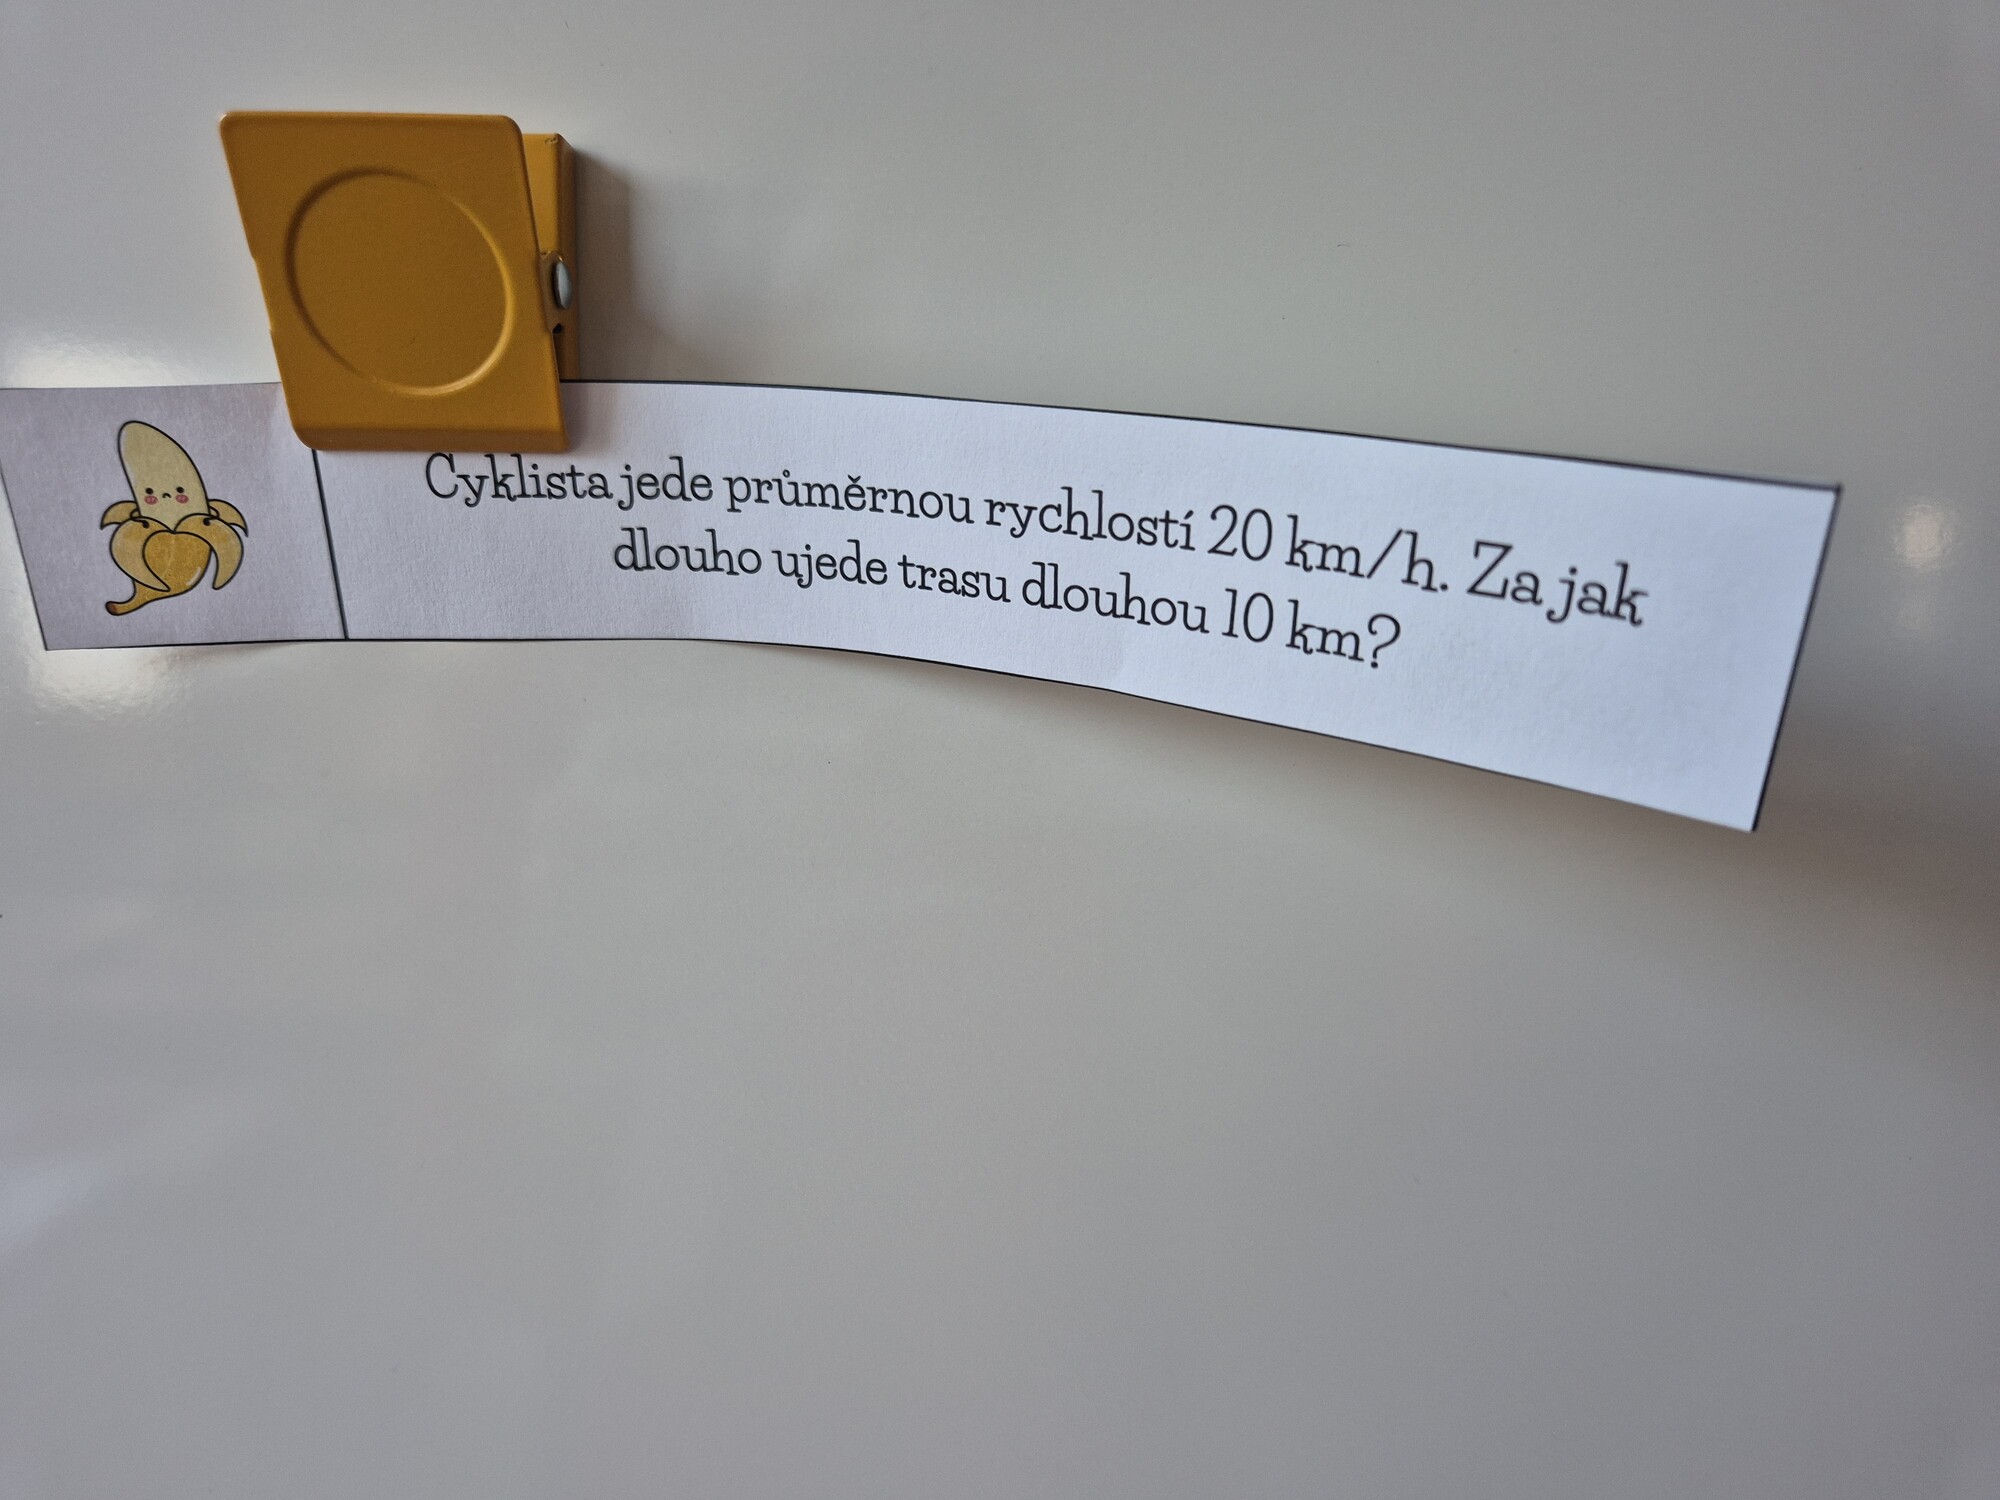 Cyklista jede průměrnou rychlostí 20 km/h. Za jak
dlouho ujede trasu dlouhou 10 km?